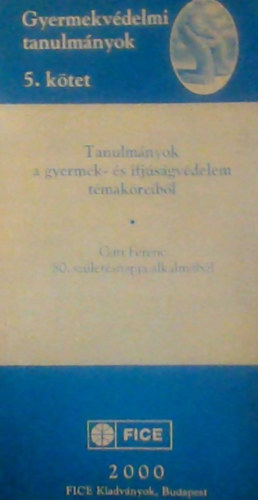 Gyermekvédelmi
tanulmányok
5. kötet
Tanulmányok
a gyermek- és ifjúságvédelem
témaköreiből
•
Gáti Ferenc
80. születésnapja alkalmából
FICE
2000
FICE Kiadványok, Budapest